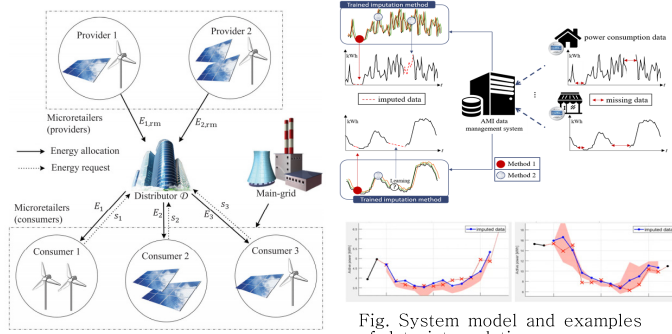 Provider 1
Provider 2
Microretailers
(providers)
E1,rm
E2,rm
Energy allocation
Energy request
Distributor 𝒟
Main-grid
Microretailers
(consumers)
E1
s1
E2
s2
E3
s3
Consumer 1
Consumer 2
Consumer 3
Trained imputation method
kWh
t
imputed data
kWh
t
Learning
?
Trained imputation method
AMI data
management system
Method 1
Method 2
power consumption data
kWh
t
missing data
kWh
t
imputed data
imputed data
Fig. System model and examples